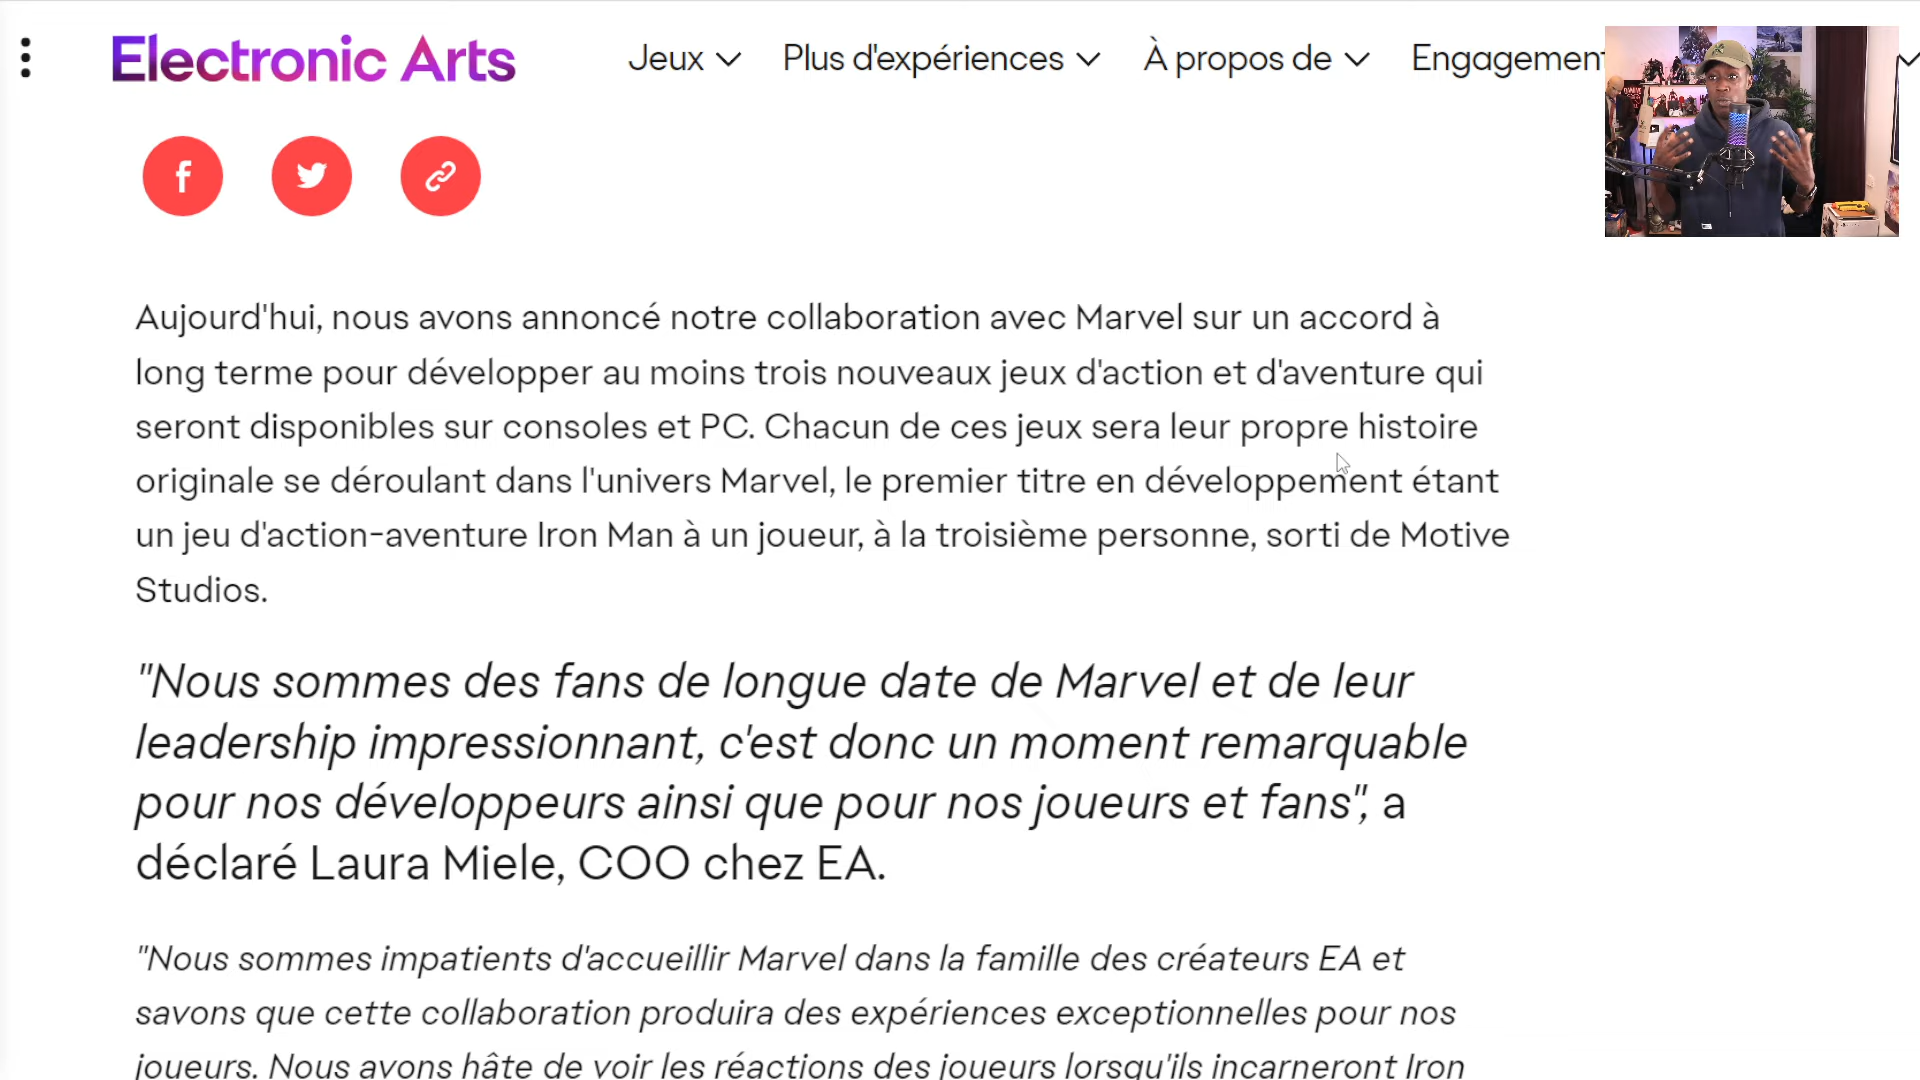 Electronic Arts
Jeux
Plus d'expériences
À propos de
Engagement
Aujourd'hui, nous avons annoncé notre collaboration avec Marvel sur un accord à
long terme pour développer au moins trois nouveaux jeux d'action et d'aventure qui
seront disponibles sur consoles et PC. Chacun de ces jeux sera leur propre histoire
originale se déroulant dans l'univers Marvel, le premier titre en développement étant
un jeu d'action-aventure Iron Man à un joueur, à la troisième personne, sorti de Motive
Studios.
"Nous sommes des fans de longue date de Marvel et de leur
leadership impressionnant, c'est donc un moment remarquable
pour nos développeurs ainsi que pour nos joueurs et fans", a
déclaré Laura Miele, COO chez EA.
"Nous sommes impatients d'accueillir Marvel dans la famille des créateurs EA et
savons que cette collaboration produira des expériences exceptionnelles pour nos
joueurs. Nous avons hâte de voir les réactions des joueurs lorsqu'ils incarneront Iron